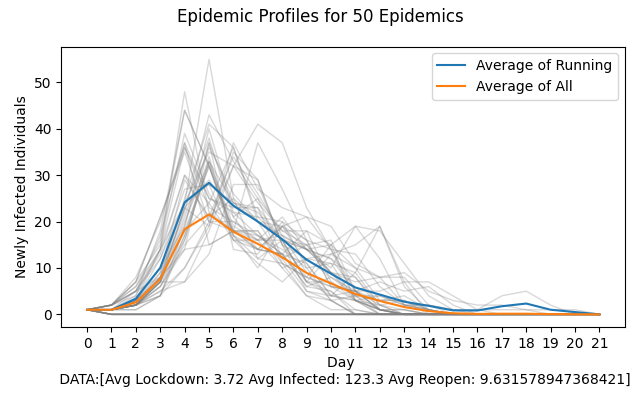 Epidemic Profiles for 50 Epidemics
Average of Running
Average of All
Newly Infected Individuals
50
40
30
20
10
0
0 1 2 3 4 5 6 7 8 9 10 11 12 13 14 15 16 17 18 19 20 21
Day
DATA:[Avg Lockdown: 3.72 Avg Infected: 123.3 Avg Reopen: 9.631578947368421]